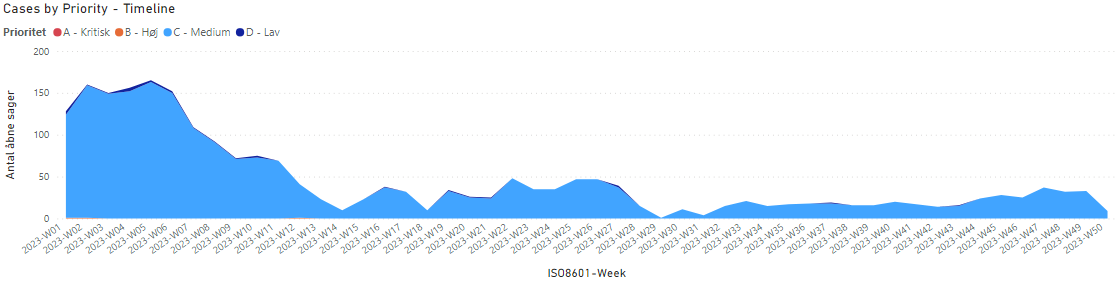 Cases by Priority - Timeline
Prioritet A - Kritisk B - Høj C - Medium D - Lav
200
150
100
50
0
Antal åbne sager
2023-W01
2023-W02
2023-W03
2023-W04
2023-W05
2023-W06
2023-W07
2023-W08
2023-W09
2023-W10
2023-W11
2023-W12
2023-W13
2023-W14
2023-W15
2023-W16
2023-W17
2023-W18
2023-W19
2023-W20
2023-W21
2023-W22
2023-W23
2023-W24
2023-W25
2023-W26
2023-W27
2023-W28
2023-W29
2023-W30
2023-W31
2023-W32
2023-W33
2023-W34
2023-W35
2023-W36
2023-W37
2023-W38
2023-W39
2023-W40
2023-W41
2023-W42
2023-W43
2023-W44
2023-W45
2023-W46
2023-W47
2023-W48
2023-W49
2023-W50
ISO8601-Week